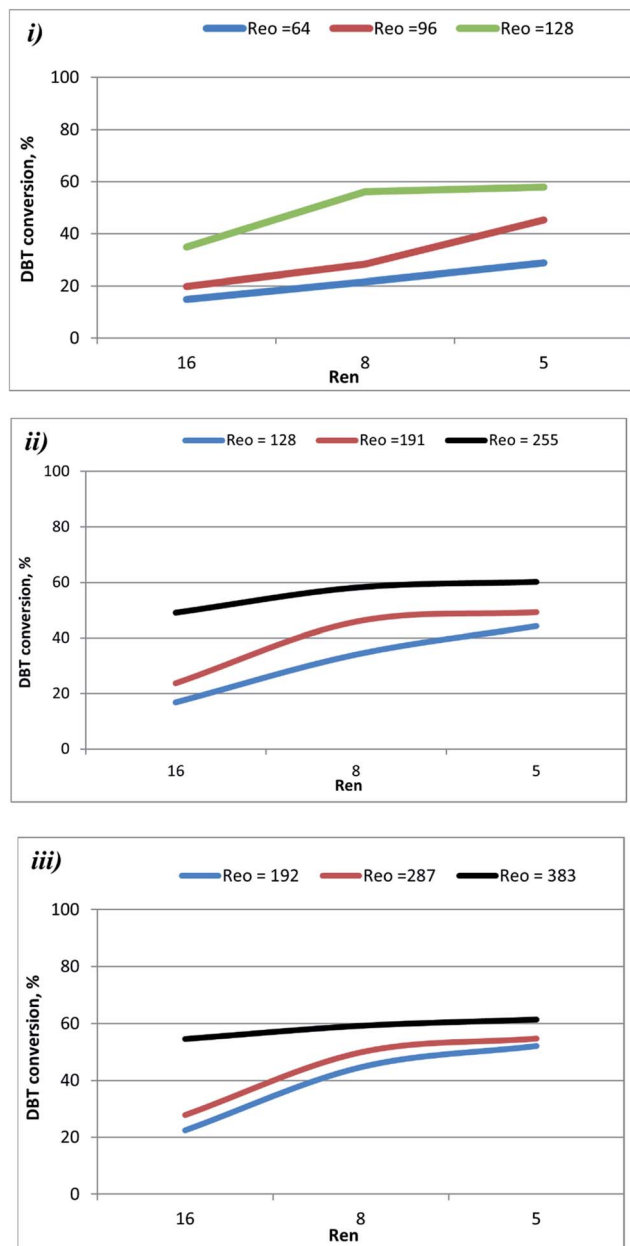 i)
Reo =64 Reo =96 Reo =128
100
80
60
40
20
0
DBT conversion, %
16 8 5
Ren
ii)
Reo = 128 Reo =191 Reo = 255
100
80
60
40
20
0
DBT conversion, %
16 8 5
Ren
iii)
Reo = 192 Reo =287 Reo = 383
100
80
60
40
20
0
DBT conversion, %
16 8 5
Ren